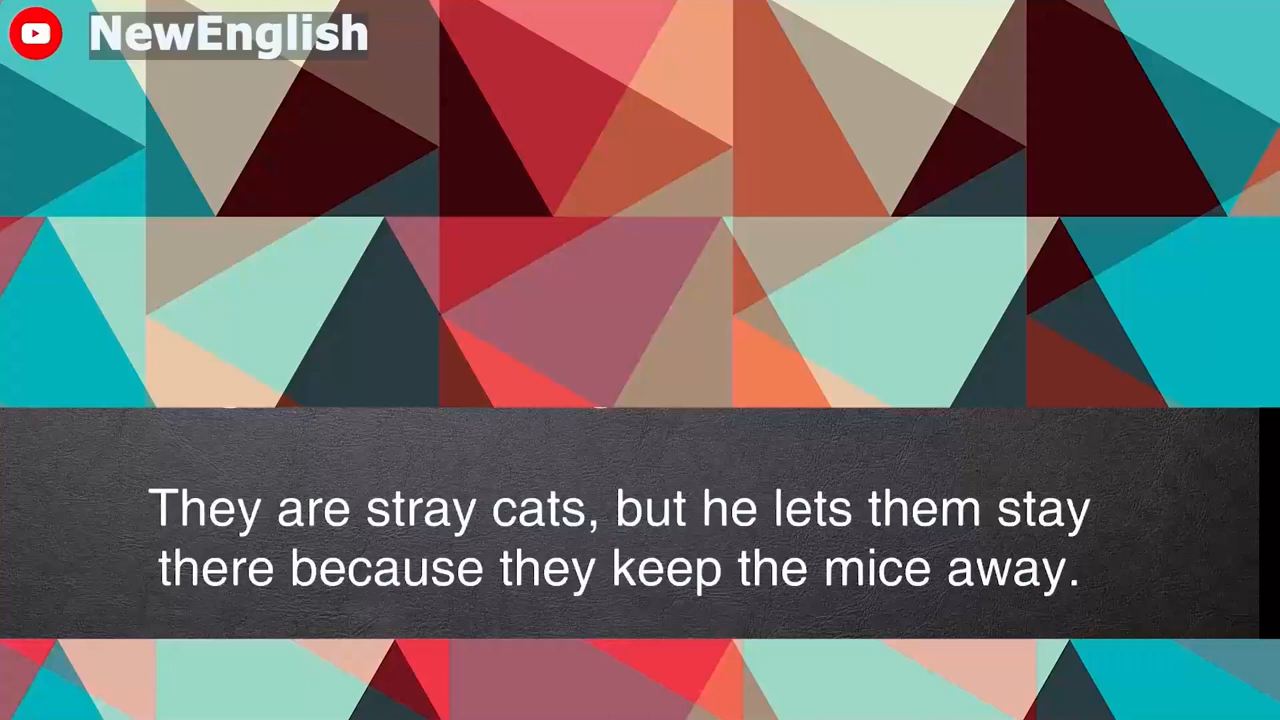 NewEnglish
They are stray cats, but he lets them stay
there because they keep the mice away.